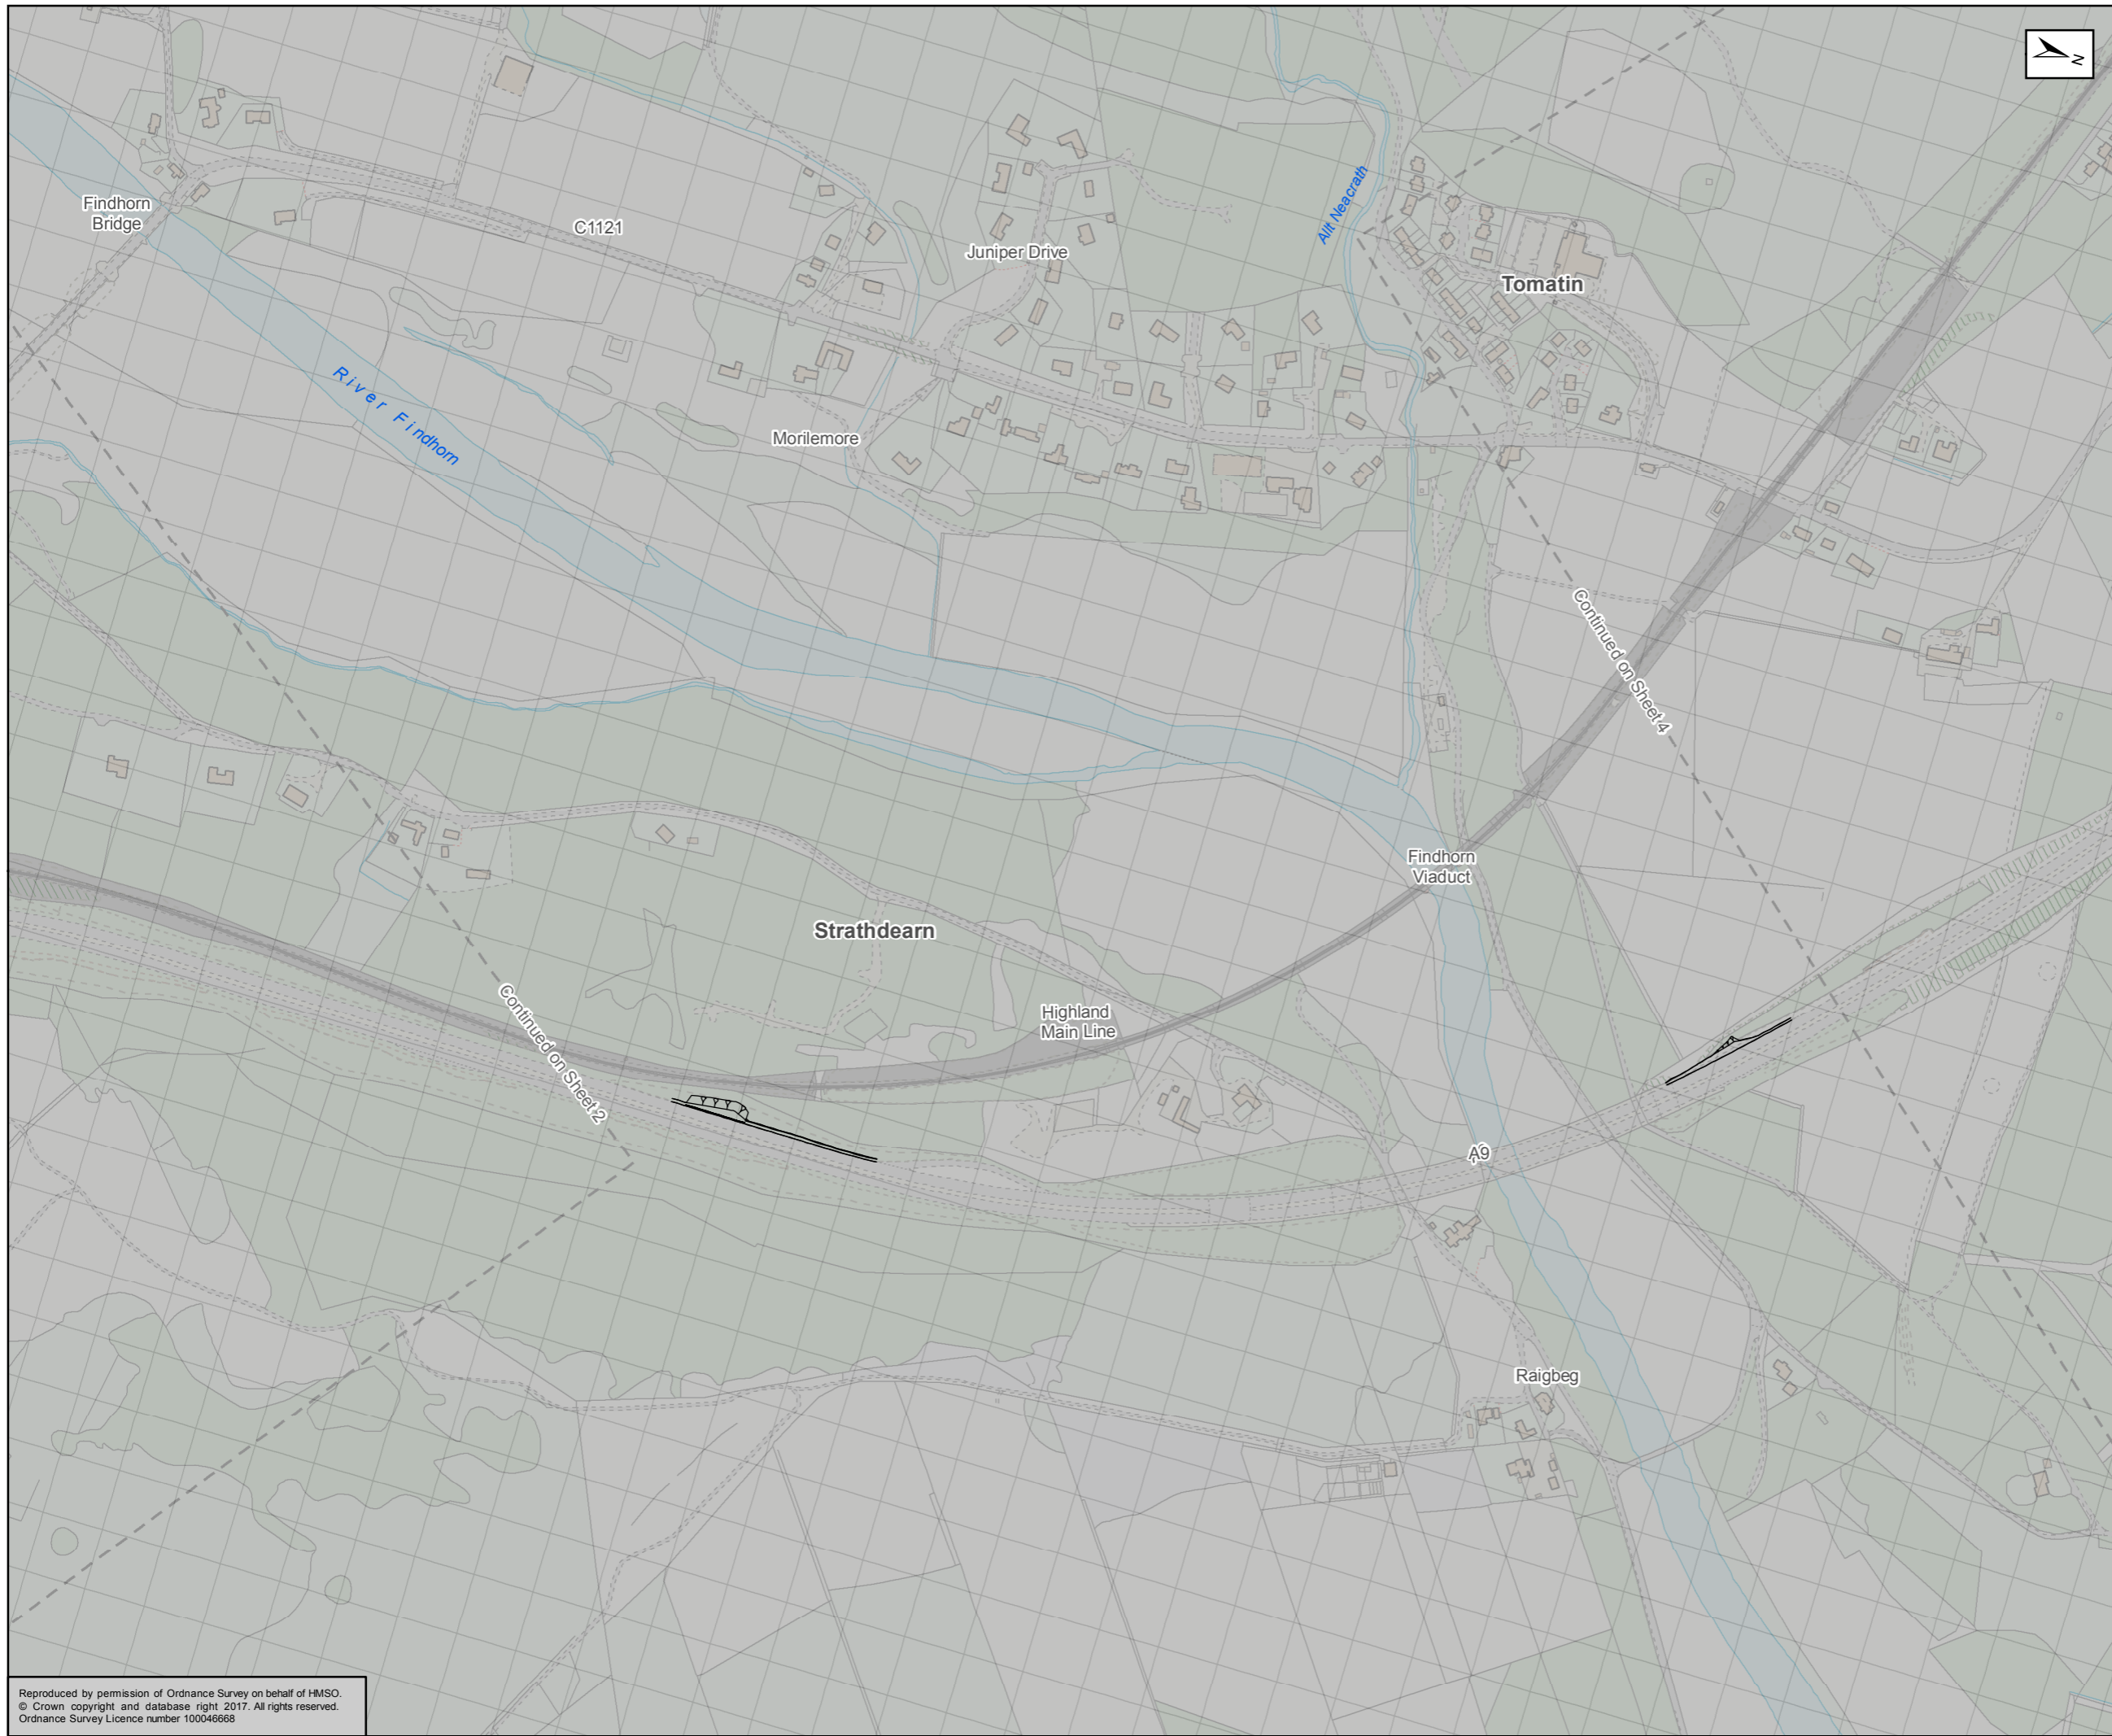 N
Findhorn
Bridge
C1121
Juniper Drive
Allt Neacrath
Tomatin
River Findhorn
Morilemore
Continued on Sheet 4
Findhorn
Viaduct
Strathdearn
Highland
Main Line
Continued on Sheet 2
A9
Raigbeg
Reproduced by permission of Ordnance Survey on behalf of HMSO.
© Crown copyright and database right 2017. All rights reserved.
Ordnance Survey Licence number 100046668